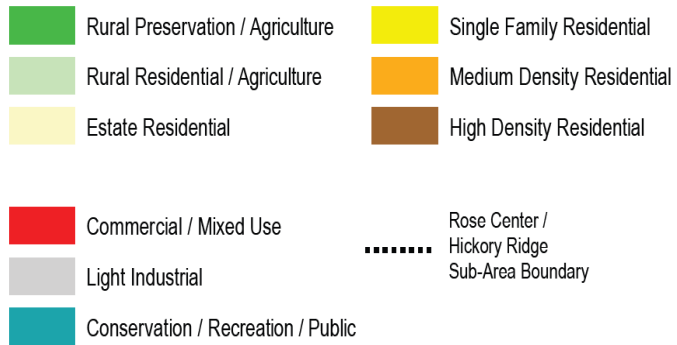 Rural Preservation / Agriculture
Rural Residential / Agriculture
Estate Residential
Single Family Residential
Medium Density Residential
High Density Residential
Commercial / Mixed Use
Light Industrial
Conservation / Recreation / Public
Rose Center /
Hickory Ridge
Sub-Area Boundary